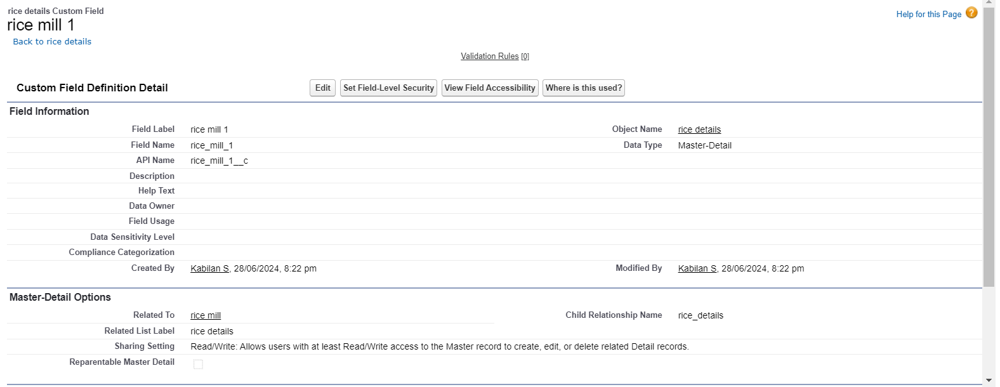 rice details Custom Field
rice mill 1
Help for this Page ?
Back to rice details
Validation Rules [0]
Custom Field Definition Detail Edit Set Field-Level Security View Field Accessibility Where is this used?
Field Information
Field Label rice mill 1 Object Name rice details
Field Name rice_mill_1 Data Type Master-Detail
API Name rice_mill_1__c
Description
Help Text
Data Owner
Field Usage
Data Sensitivity Level
Compliance Categorization
Created By Kabilan S, 28/06/2024, 8:22 pm Modified By Kabilan S, 28/06/2024, 8:22 pm
Master-Detail Options
Related To rice mill Child Relationship Name rice_details
Related List Label rice details
Sharing Setting Read/Write: Allows users with at least Read/Write access to the Master record to create, edit, or delete related Detail records.
Reparentable Master Detail